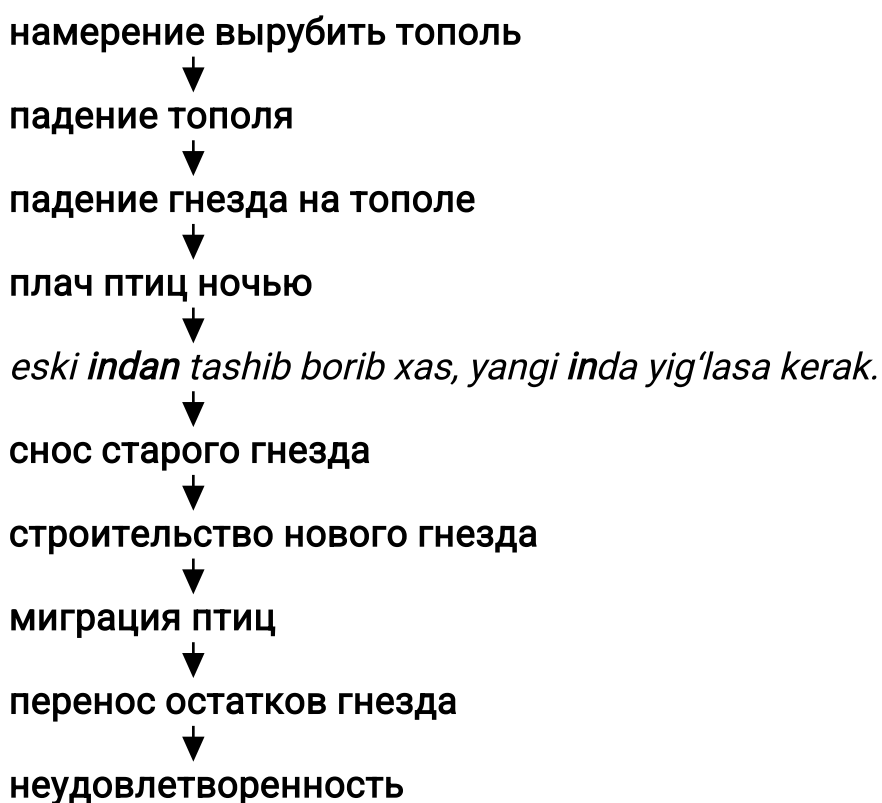 намерение вырубить тополь
падение тополя
падение гнезда на тополе
плач птиц ночью
eski indan tashib borib xas, yangi inda yig‘lasa kerak.
снос старого гнезда
строительство нового гнезда
миграция птиц
перенос остатков гнезда
неудовлетворенность